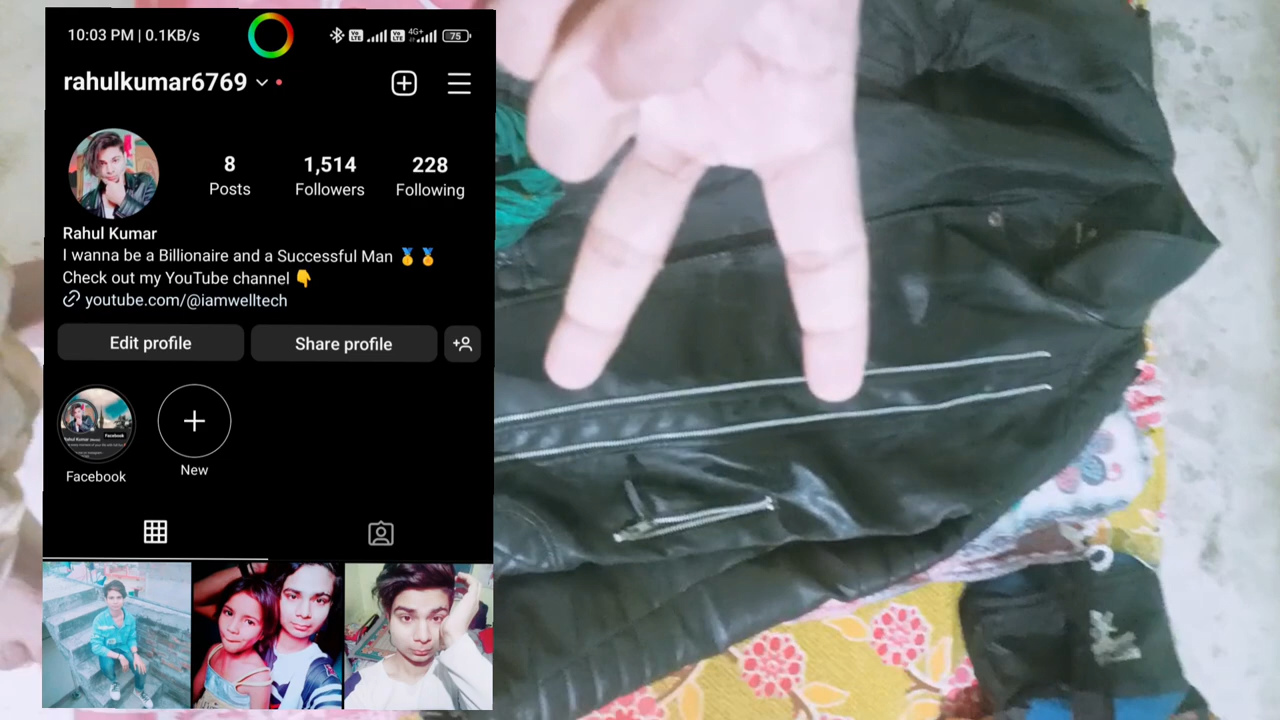 10:03 PM | 0.1KB/s
4G+
75
rahulkumar6769
8 1,514 228
Posts Followers Following
Rahul Kumar
I wanna be a Billionaire and a Successful Man 🏅🏅
Check out my YouTube channel 👇
youtube.com/@iamwelltech
Edit profile Share profile
Facebook New